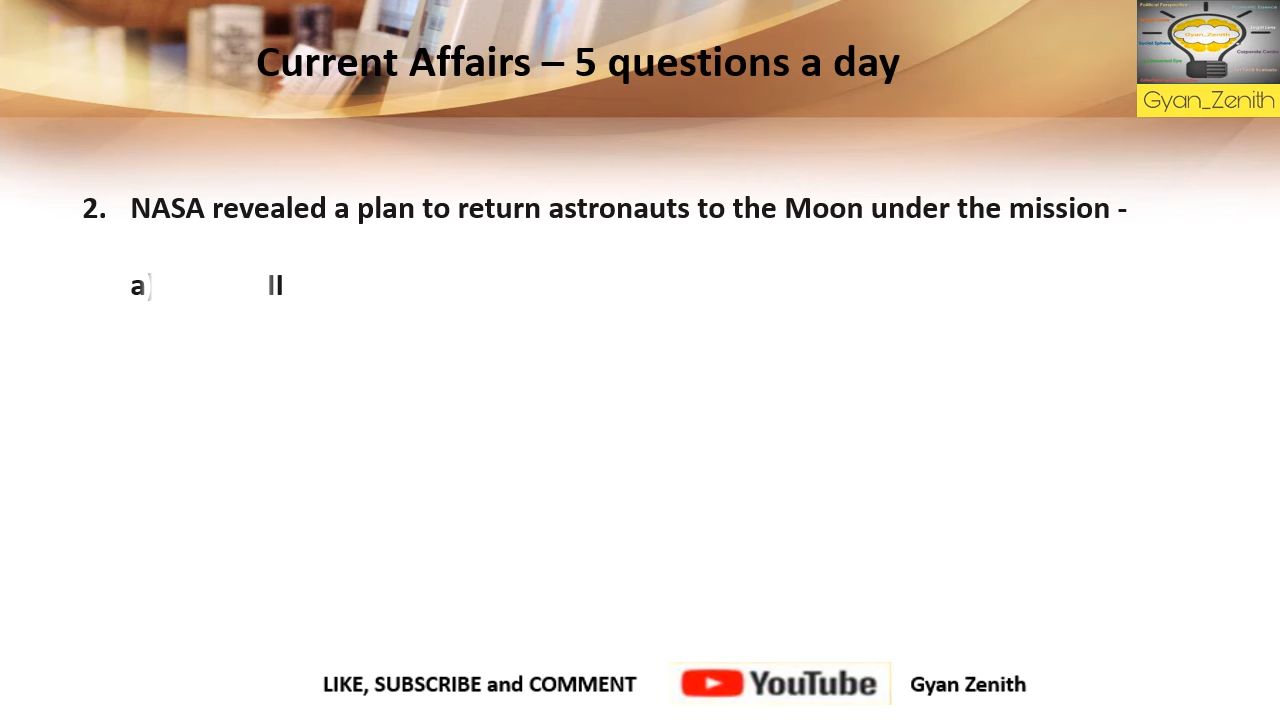 Current Affairs – 5 questions a day
Gyan_Zenith
Gyan_Zenith
2. NASA revealed a plan to return astronauts to the Moon under the mission -
a) II
LIKE, SUBSCRIBE and COMMENT YouTube Gyan Zenith